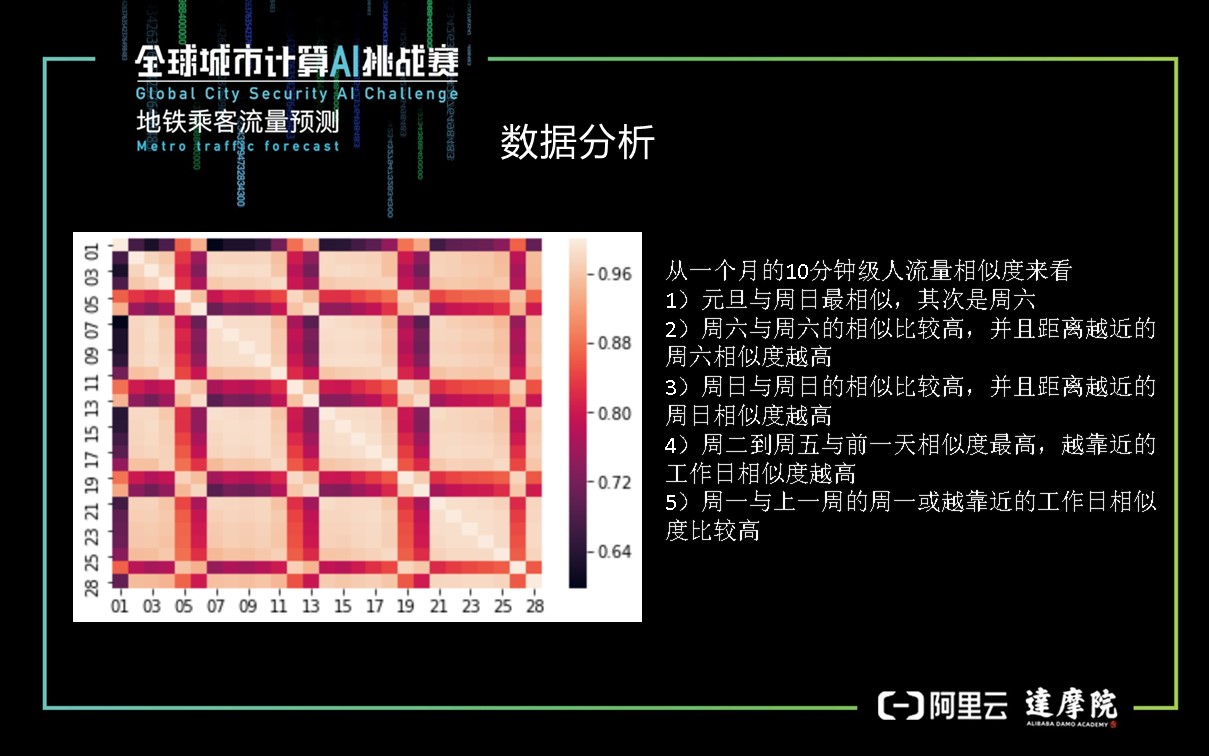 全球城市计算AI挑战赛
Global City Security AI Challenge
地铁乘客流量预测
Metro traffic forecast
数据分析
从一个月的10分钟级人流量相似度来看
1）元旦与周日最相似，其次是周六
2）周六与周六的相似比较高，并且距离越近的
周六相似度越高
3）周日与周日的相似比较高，并且距离越近的
周日相似度越高
4）周二到周五与前一天相似度最高，越靠近的
工作日相似度越高
5）周一与上一周的周一或越靠近的工作日相似
度比较高
01
03
05
07
09
11
13
15
17
19
21
23
25
28
01 03 05 07 09 11 13 15 17 19 21 23 25 28
0.96
0.88
0.80
0.72
0.64
阿里云 達摩院
ALIBABA DAMO ACADEMY